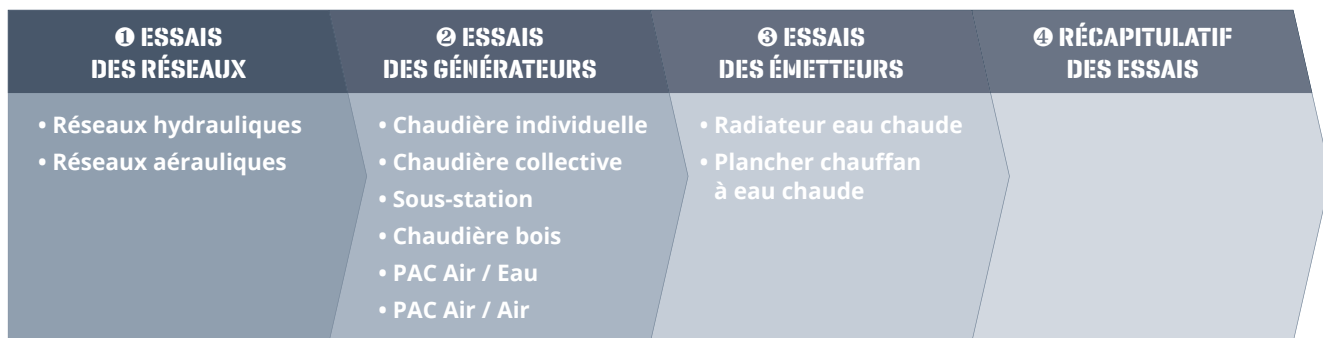 ❶ ESSAIS
DES RÉSEAUX
• Réseaux hydrauliques
• Réseaux aérauliques
❷ ESSAIS
DES GÉNÉRATEURS
• Chaudière individuelle
• Chaudière collective
• Sous-station
• Chaudière bois
• PAC Air / Eau
• PAC Air / Air
❸ ESSAIS
DES ÉMETTEURS
• Radiateur eau chaude
• Plancher chauffan
à eau chaude
❹ RÉCAPITULATIF
DES ESSAIS